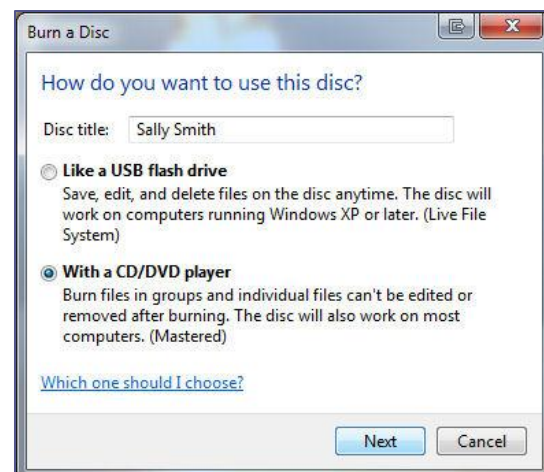 Burn a Disc
How do you want to use this disc?
Disc title: Sally Smith
Like a USB flash drive
Save, edit, and delete files on the disc anytime. The disc will
work on computers running Windows XP or later. (Live File
System)
With a CD/DVD player
Burn files in groups and individual files can't be edited or
removed after burning. The disc will also work on most
computers. (Mastered)
Which one should I choose?
Next Cancel